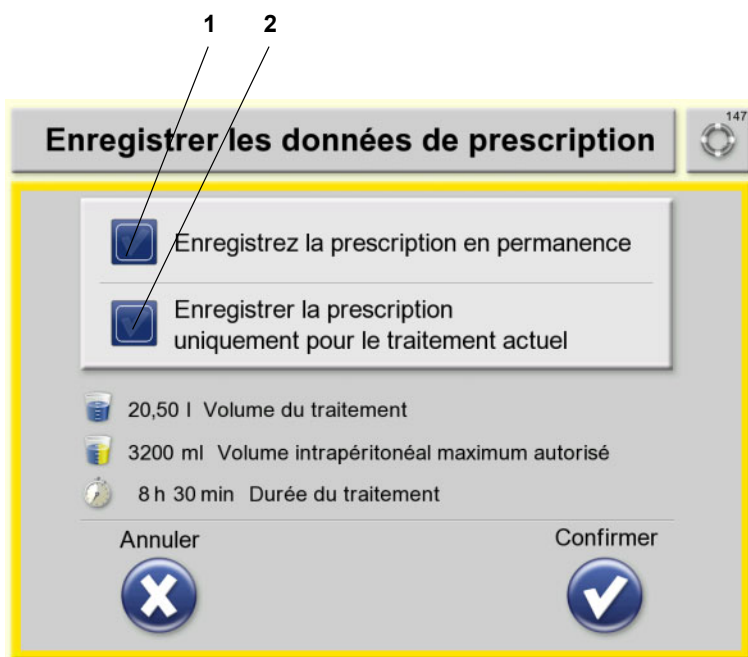 1 2
Enregistrer les données de prescription
147
Enregistrez la prescription en permanence
Enregistrer la prescription
uniquement pour le traitement actuel
20,50 l Volume du traitement
3200 ml Volume intrapéritonéal maximum autorisé
8 h 30 min Durée du traitement
Annuler Confirmer